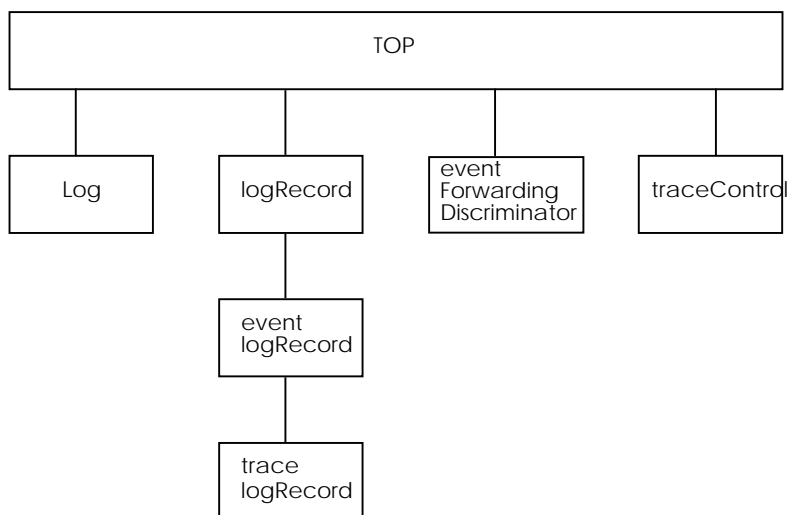 TOP
Log
logRecord
event
Forwarding
Discriminator
traceControl
event
logRecord
trace
logRecord